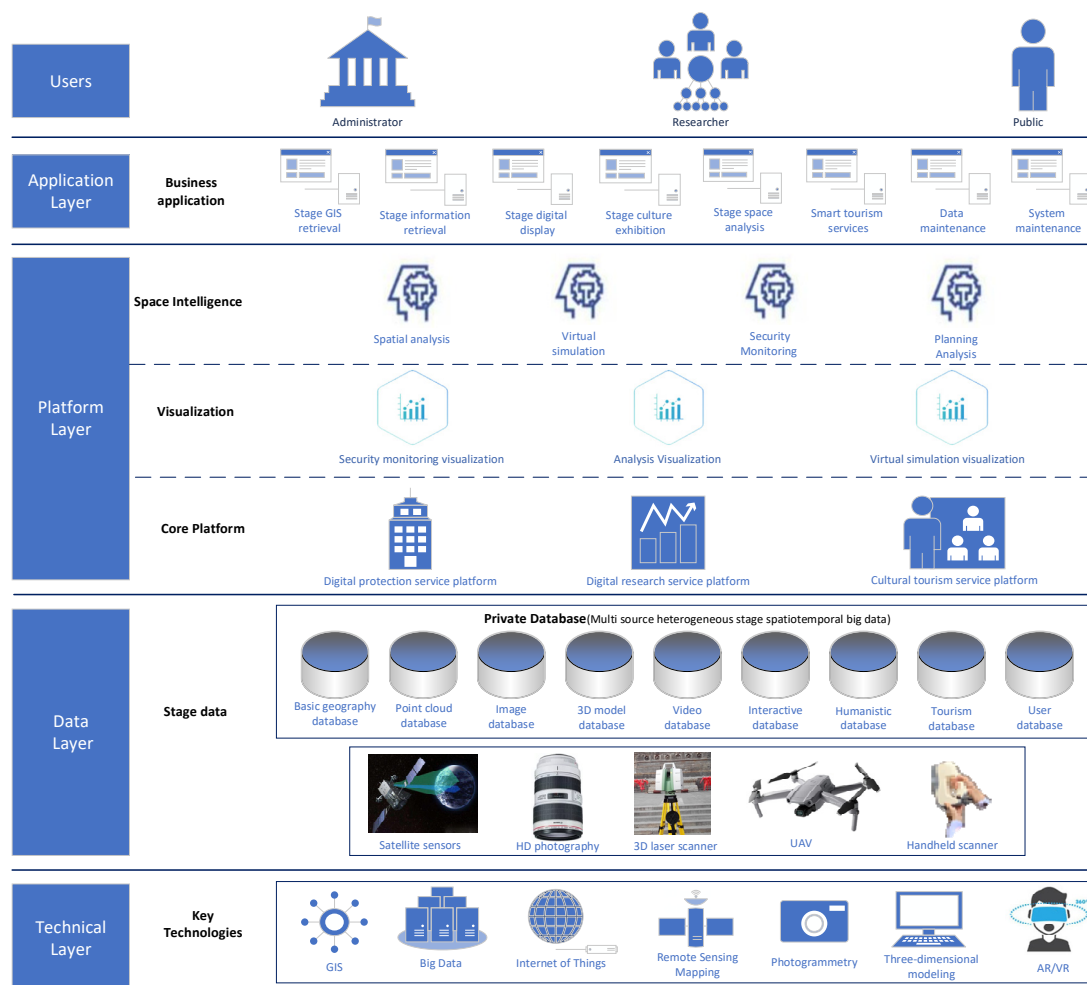 Users
Administrator
Researcher
Public
Application
Layer
Business
application
Stage GIS
retrieval
Stage information
retrieval
Stage digital
display
Stage culture
exhibition
Stage space
analysis
Smart tourism
services
Data
maintenance
System
maintenance
Platform
Layer
Space Intelligence
Spatial analysis
Virtual
simulation
Security
Monitoring
Planning
Analysis
Visualization
Security monitoring visualization
Analysis Visualization
Virtual simulation visualization
Core Platform
Digital protection service platform
Digital research service platform
Cultural tourism service platform
Data
Layer
Stage data
Private Database(Multi source heterogeneous stage spatiotemporal big data)
Basic geography
database
Point cloud
database
Image
database
3D model
database
Video
database
Interactive
database
Humanistic
database
Tourism
database
User
database
Satellite sensors
HD photography
3D laser scanner
UAV
Handheld scanner
Technical
Layer
Key
Technologies
GIS
Big Data
Internet of Things
Remote Sensing
Mapping
Photogrammetry
Three-dimensional
modeling
360°
AR/VR